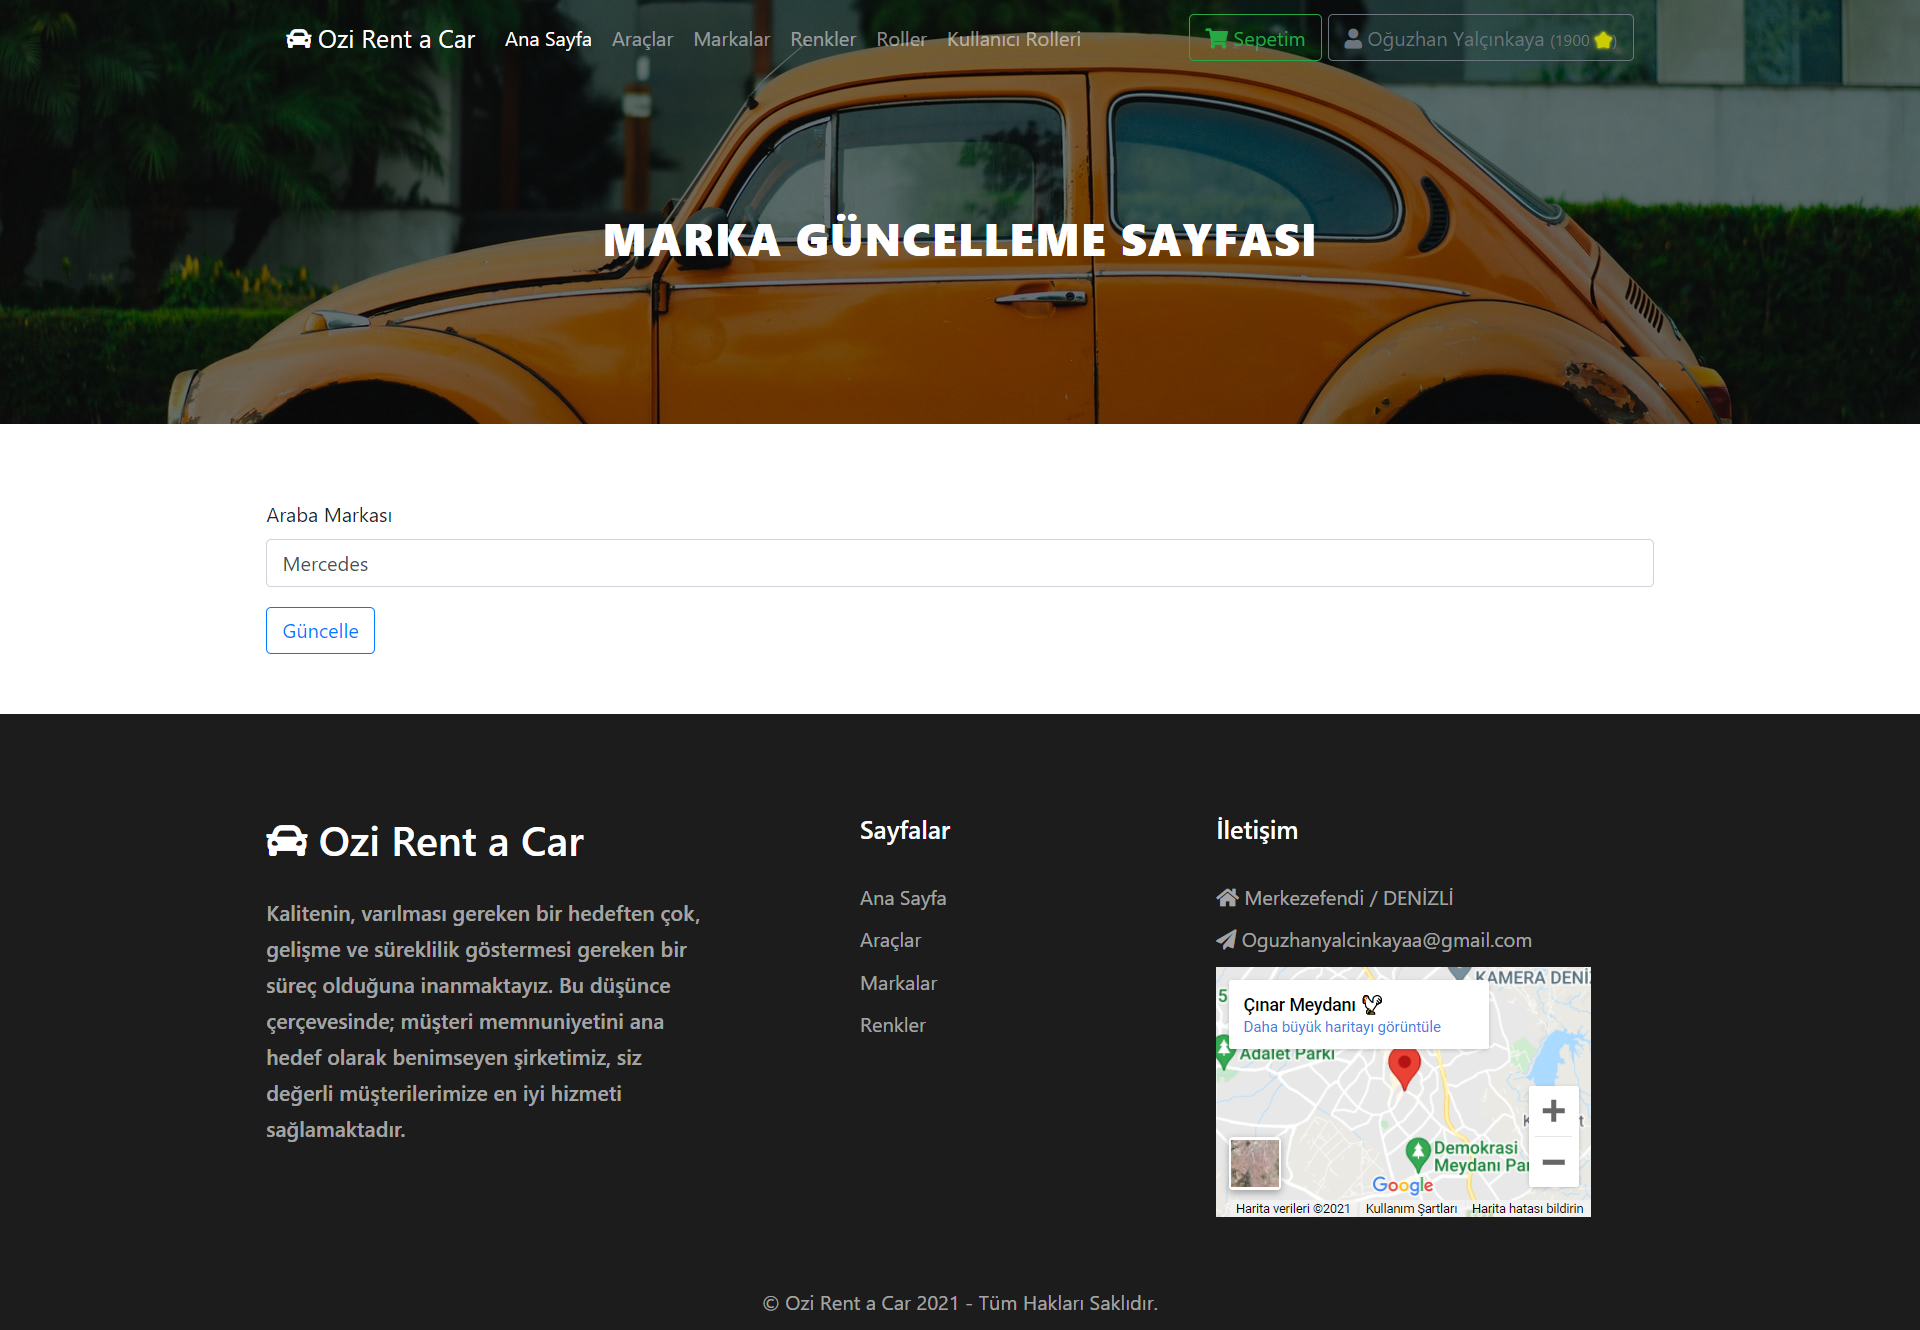 Ozi Rent a Car Ana Sayfa Araçlar Markalar Renkler Roller Kullanıcı Rolleri Sepetim Oğuzhan Yalçınkaya (1900 )
MARKA GÜNCELLEME SAYFASI
Araba Markası
Mercedes
Güncelle
Ozi Rent a Car
Kalitenin, varılması gereken bir hedeften çok,
gelişme ve süreklilik göstermesi gereken bir
süreç olduğuna inanmaktayız. Bu düşünce
çerçevesinde; müşteri memnuniyetini ana
hedef olarak benimseyen şirketimiz, siz
değerli müşterilerimize en iyi hizmeti
sağlamaktadır.
Sayfalar
Ana Sayfa
Araçlar
Markalar
Renkler
İletişim
Merkezefendi / DENİZLİ
Oguzhanyalcinkayaa@gmail.com
KAMERA DENİZ
5
Çınar Meydanı
Daha büyük haritayı görüntüle
Adalet Parkı
Demokrasi
Meydanı Par
Google
Harita verileri ©2021 Kullanım Şartları Harita hatası bildirin
© Ozi Rent a Car 2021 - Tüm Hakları Saklıdır.